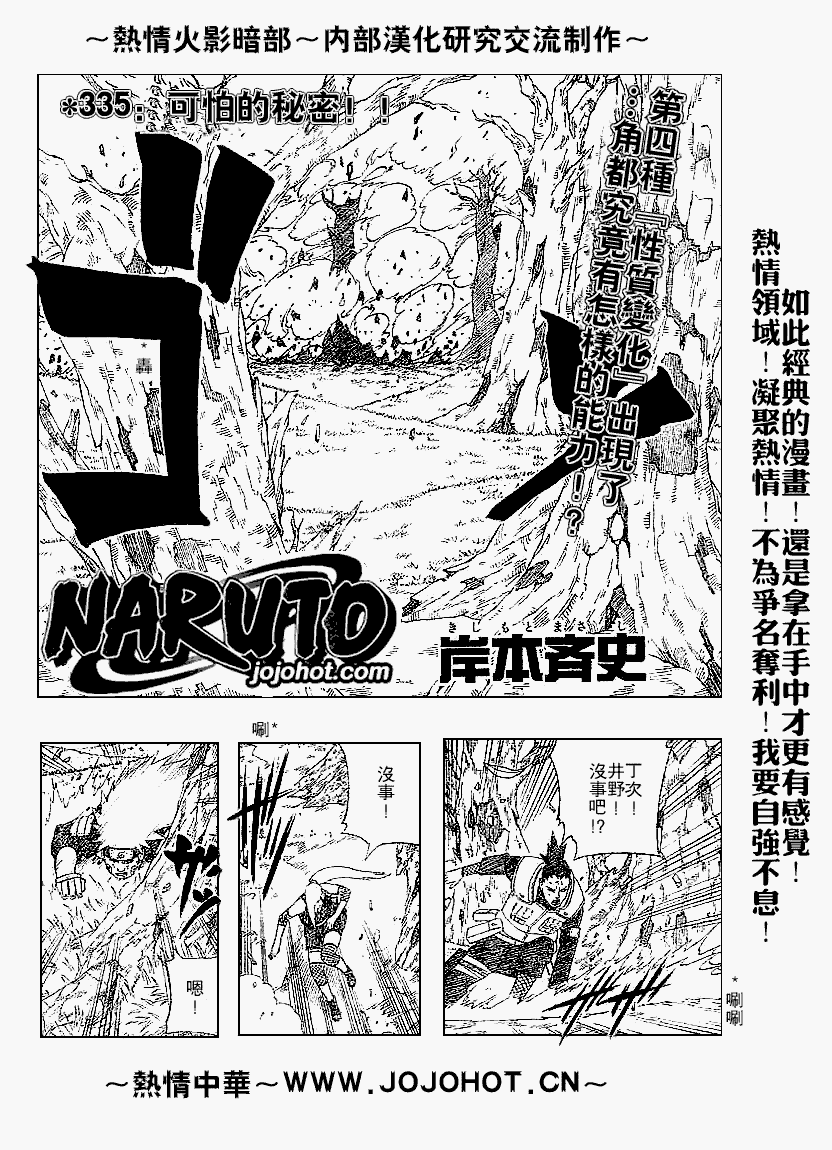 ～熱情火影暗部～内部漢化研究交流制作～
*335：可怕的秘密！！
第四種『性質變化』出現了
…角都究竟有怎樣的能力！？
ゴ
*轟
NARUTO
jojohot.com
きしもとまさし
岸本斉史
如此經典的漫畫！還是拿在手中才更有感覺！
熱情領域！凝聚熱情！不為爭名奪利！我要自強不息！
丁次！
井野！
沒事吧!?
*唰唰
唰*
沒事！
嗯！
ザッ
～熱情中華～WWW.JOJOHOT.CN～